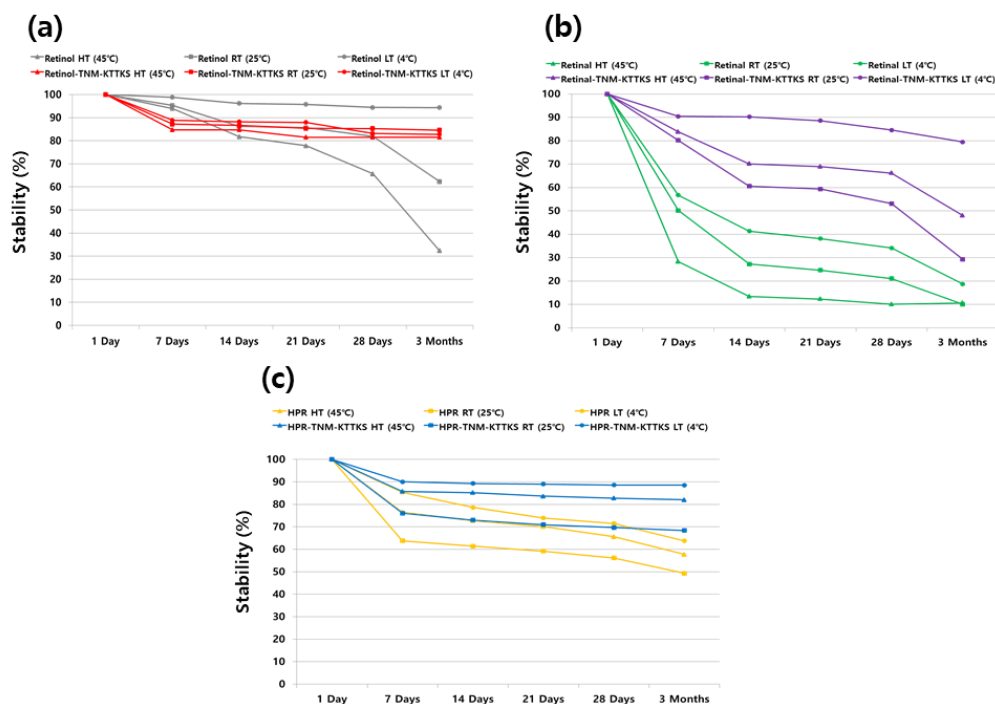 (a)
Retinol HT (45℃) Retinol RT (25℃) Retinol LT (4℃)
Retinol-TNM-KTTKS HT (45℃) Retinol-TNM-KTTKS RT (25℃) Retinol-TNM-KTTKS LT (4℃)
Stability (%)
100
90
80
70
60
50
40
30
20
10
0
1 Day 7 Days 14 Days 21 Days 28 Days 3 Months
(b)
Retinal HT (45℃) Retinal RT (25℃) Retinal LT (4℃)
Retinal-TNM-KTTKS HT (45℃) Retinal-TNM-KTTKS RT (25℃) Retinal-TNM-KTTKS LT (4℃)
Stability (%)
100
90
80
70
60
50
40
30
20
10
0
1 Day 7 Days 14 Days 21 Days 28 Days 3 Months
(c)
HPR HT (45℃) HPR RT (25℃) HPR LT (4℃)
HPR-TNM-KTTKS HT (45℃) HPR-TNM-KTTKS RT (25℃) HPR-TNM-KTTKS LT (4℃)
Stability (%)
100
90
80
70
60
50
40
30
20
10
0
1 Day 7 Days 14 Days 21 Days 28 Days 3 Months